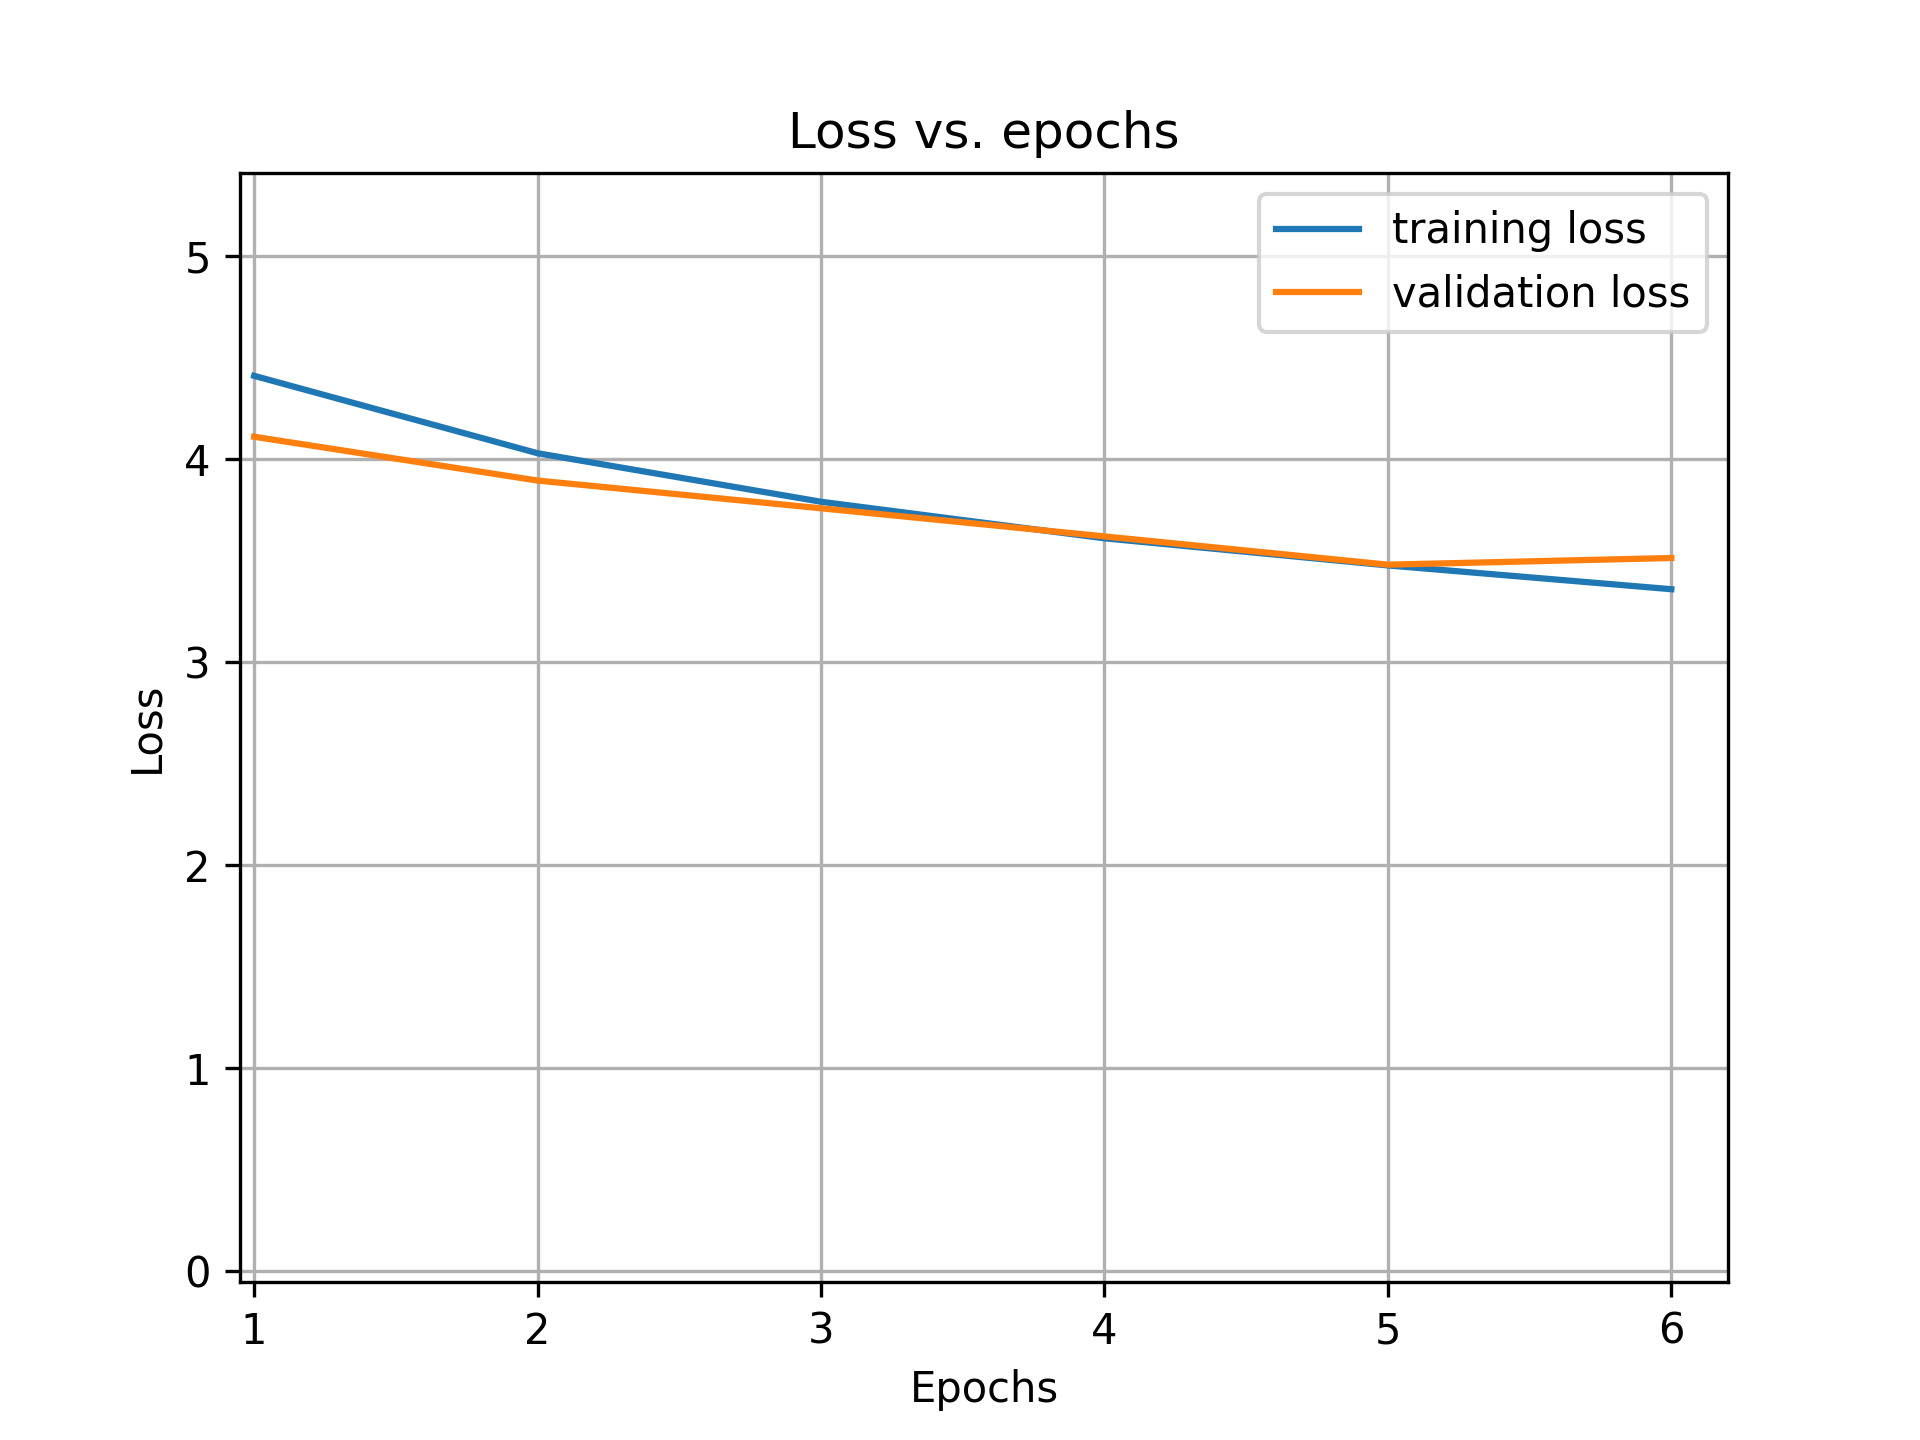 Loss vs. epochs
training loss
validation loss
5
4
3
2
1
0
Loss
1 2 3 4 5 6
Epochs